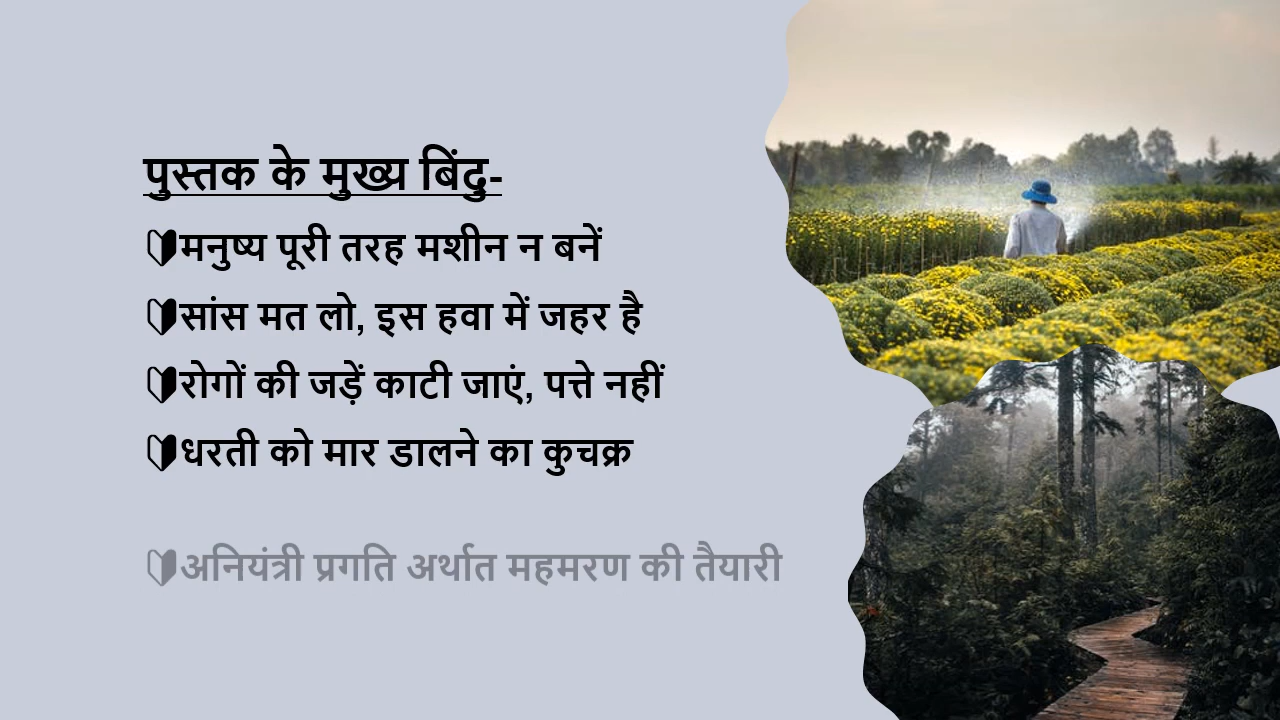 पुस्तक के मुख्य बिंदु-
🔰मनुष्य पूरी तरह मशीन न बनें
🔰सांस मत लो, इस हवा में जहर है
🔰रोगों की जड़ें काटी जाएं, पत्ते नहीं
🔰धरती को मार डालने का कुचक्र
🔰अनियंत्री प्रगति अर्थात महमरण की तैयारी